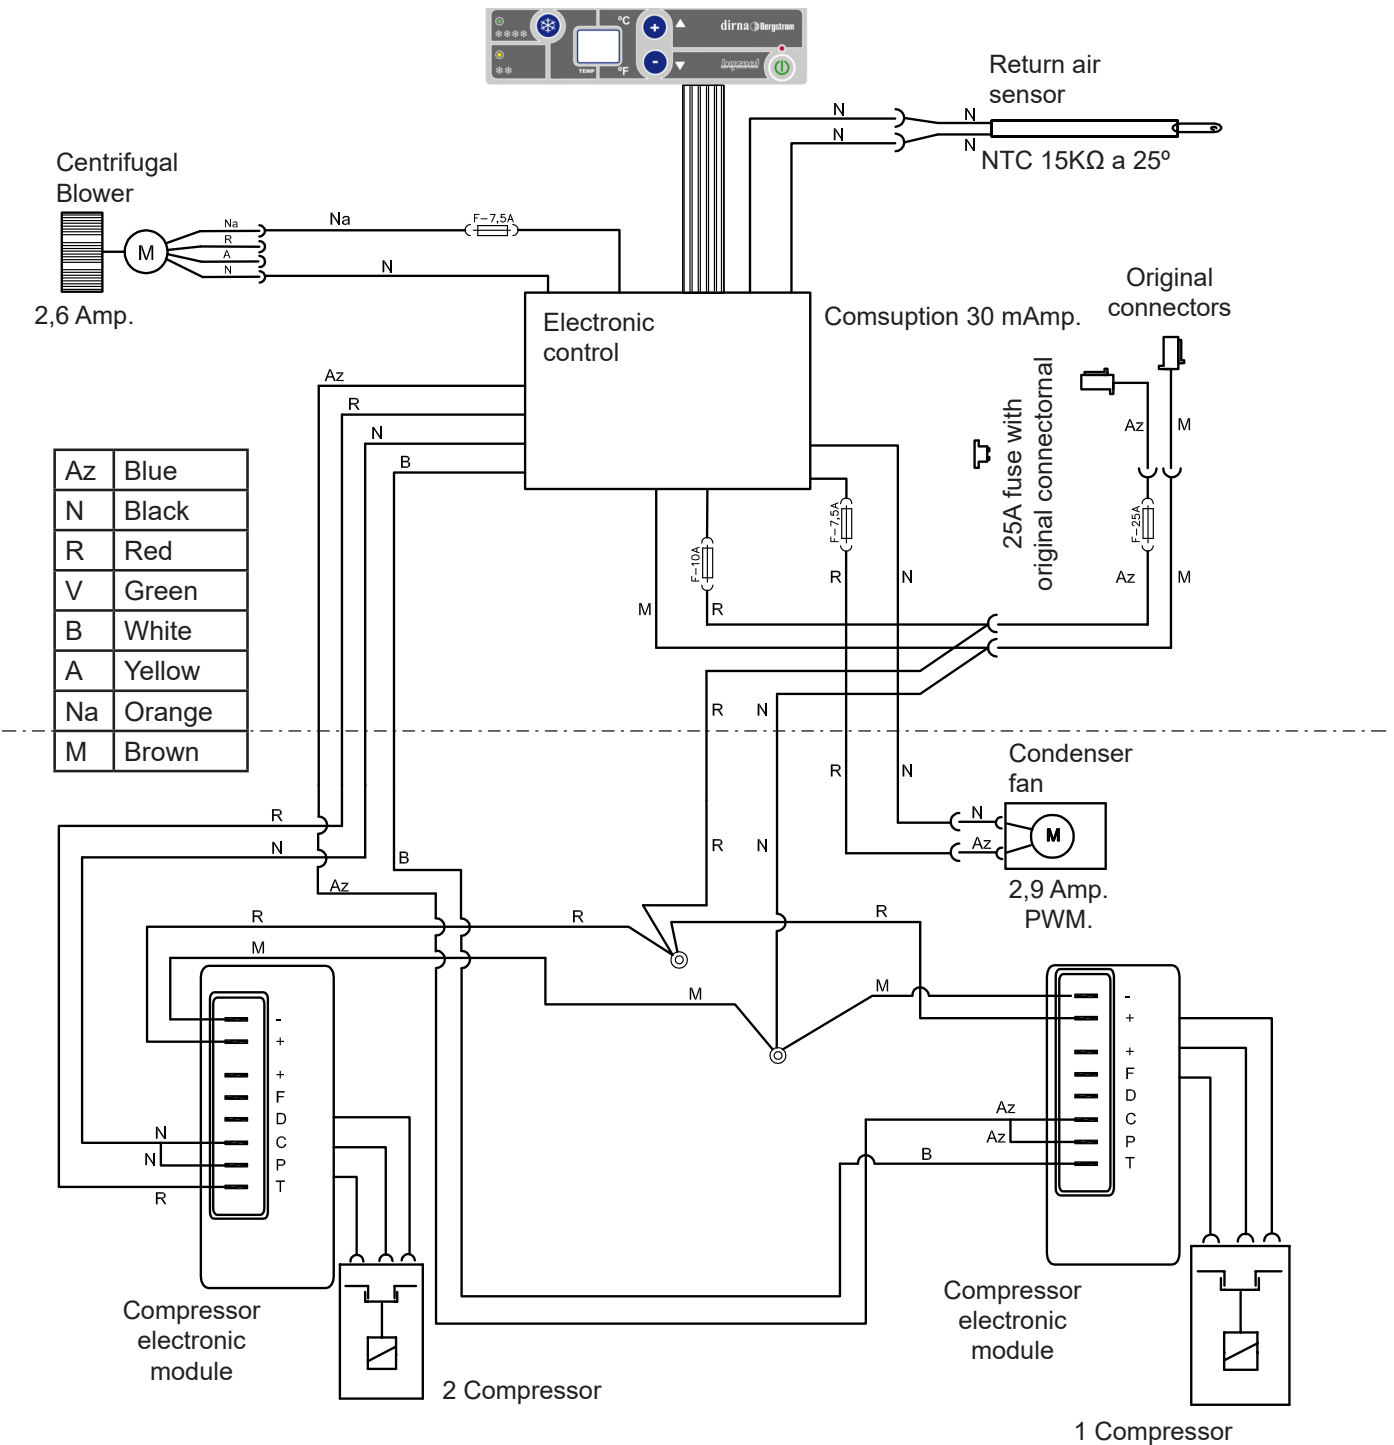 °C
dirna Bergstrom
❄❄❄❄
+
-
❄❄
TEMP
°F
bycool
Return air
sensor
N
N
N
N
NTC 15KΩ a 25º
Centrifugal
Blower
M
Na
R
A
N
Na
F-7,5A
N
2,6 Amp.
Electronic
control
Comsuption 30 mAmp.
Original
connectors
25A fuse with
original connectornal
Az
M
F-25A
Az
M
Az
R
N
B
Az Blue
N Black
R Red
V Green
B White
A Yellow
Na Orange
M Brown
F-7,5A
F-10A
R
N
M
R
R
N
R
N
Condenser
fan
N
Az
M
2,9 Amp.
PWM.
R
N
B
Az
R
N
R
R
R
M
M
M
-
+
+
F
D
C
P
T
N
N
R
-
+
+
F
D
C
P
T
Az
Az
B
Compressor
electronic
module
2 Compressor
Compressor
electronic
module
1 Compressor